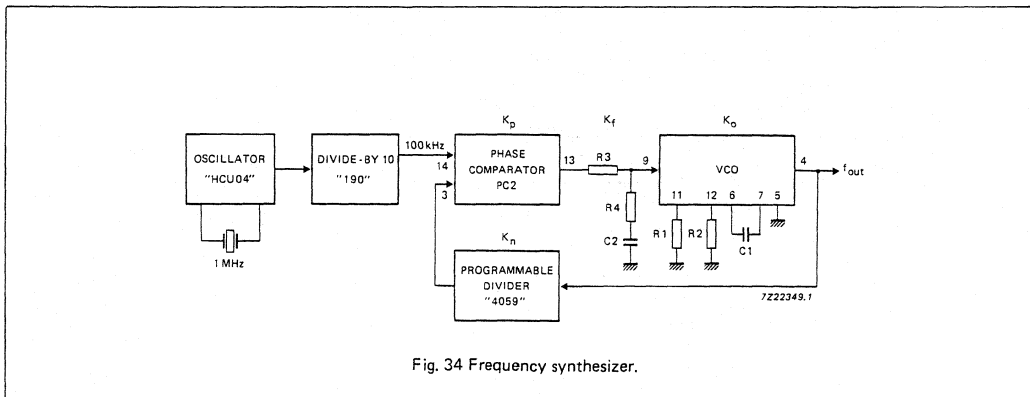 Kp
Kf
Ko
OSCILLATOR
"HCU04"
DIVIDE-BY 10
"190"
100 kHz
14
3
PHASE
COMPARATOR
PC2
13
R3
9
VCO
4
fout
11
12
6
7
5
R4
C2
R1
R2
C1
1 MHz
Kn
PROGRAMMABLE
DIVIDER
"4059"
7Z22349.1
Fig. 34 Frequency synthesizer.